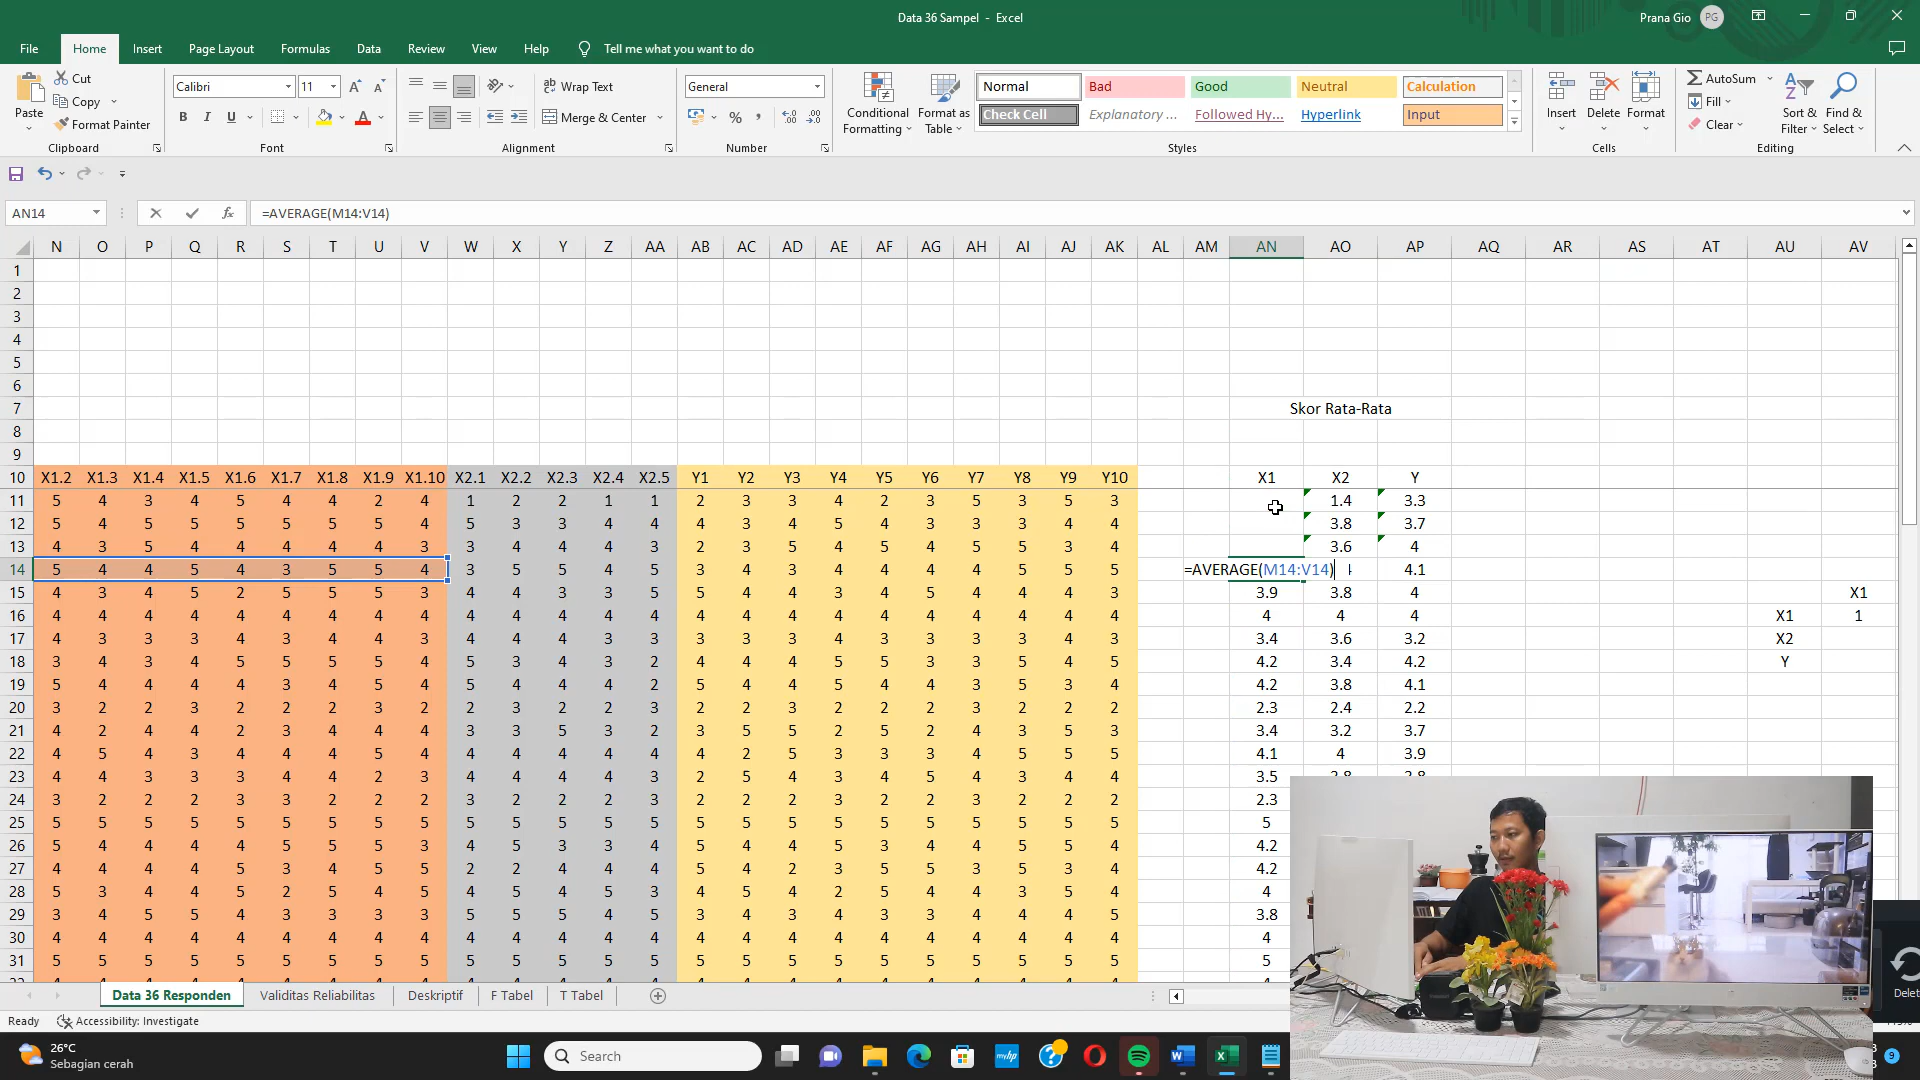 Data 36 Sampel - Excel
Prana Gio PG
File Home Insert Page Layout Formulas Data Review View Help Tell me what you want to do
Paste Cut Copy Format Painter Clipboard
Calibri 11 B I U Font
Wrap Text Merge & Center Alignment
General % Number
Conditional Formatting Format as Table
Normal Bad Good Neutral Calculation
Check Cell Explanatory ... Followed Hy... Hyperlink Input
Styles
Insert Delete Format Cells
AutoSum Fill Clear Sort & Filter Find & Select Editing
AN14 fx =AVERAGE(M14:V14)
N O P Q R S T U V W X Y Z AA AB AC AD AE AF AG AH AI AJ AK AL AM AN AO AP AQ AR AS AT AU AV
1
2
3
4
5
6
7 Skor Rata-Rata
8
9
10 X1.2 X1.3 X1.4 X1.5 X1.6 X1.7 X1.8 X1.9 X1.10 X2.1 X2.2 X2.3 X2.4 X2.5 Y1 Y2 Y3 Y4 Y5 Y6 Y7 Y8 Y9 Y10 X1 X2 Y
11 5 4 3 4 5 4 4 2 4 1 2 2 1 1 2 3 3 4 2 3 5 3 5 3 1.4 3.3
12 5 4 5 5 5 5 5 5 4 5 3 3 4 4 4 3 4 5 4 3 3 3 4 4 3.8 3.7
13 4 3 5 4 4 4 4 4 3 3 4 4 4 3 2 3 5 4 5 4 5 5 3 4 3.6 4
14 5 4 4 5 4 3 5 5 4 3 5 5 4 5 3 4 3 4 4 4 4 5 5 5 =AVERAGE(M14:V14) 4.1
15 4 3 4 5 2 5 5 5 3 4 4 3 3 5 5 4 4 3 4 5 4 4 4 3 3.9 3.8 4 X1
16 4 4 4 4 4 4 4 4 4 4 4 4 4 4 4 4 4 4 4 4 4 4 4 4 4 4 4 X1 1
17 4 3 3 3 4 3 4 4 3 4 4 4 3 3 3 3 3 4 3 3 3 3 4 3 3.4 3.6 3.2 X2
18 3 4 3 4 5 5 5 5 4 5 3 4 3 2 4 4 4 5 5 3 3 5 4 5 4.2 3.4 4.2 Y
19 5 4 4 4 4 3 4 5 4 5 4 4 4 2 5 4 4 5 4 4 3 5 3 4 4.2 3.8 4.1
20 3 2 2 3 2 2 2 3 2 2 3 2 2 3 2 2 3 2 2 2 3 2 2 2 2.3 2.4 2.2
21 4 2 4 4 2 3 4 4 4 3 3 5 3 2 3 5 5 2 5 2 4 3 5 3 3.4 3.2 3.7
22 4 5 4 3 4 4 4 5 4 4 4 4 4 4 4 2 5 3 3 3 4 5 5 5 4.1 4 3.9
23 4 4 3 3 3 4 4 2 3 4 4 4 4 3 2 5 4 3 4 5 4 3 4 4 3.5
24 3 2 2 2 3 3 2 2 2 3 2 2 2 3 2 2 2 3 2 2 3 2 2 2 2.3
25 5 5 5 5 5 5 5 5 5 5 5 5 5 5 5 5 5 5 5 5 5 5 5 5 5
26 5 4 4 4 4 5 5 5 3 4 5 3 3 4 5 4 4 5 3 4 4 5 5 4 4.2
27 4 4 4 4 5 3 4 5 5 2 2 4 4 4 5 4 2 3 5 5 3 5 3 4 4.2
28 5 3 4 4 5 2 5 4 5 4 5 4 5 3 4 5 4 2 5 4 4 3 5 4 4
29 3 4 5 5 4 3 3 3 3 5 5 5 4 5 3 4 3 4 3 3 4 4 4 5 3.8
30 4 4 4 4 4 4 4 4 4 4 4 4 4 4 4 4 4 4 4 4 4 4 4 4 4
31 5 5 5 5 5 5 5 5 5 5 5 5 5 5 5 5 5 5 5 5 5 5 5 5 5
Data 36 Responden Validitas Reliabilitas Deskriptif F Tabel T Tabel
Ready Accessibility: Investigate
Delet
26°C
Sebagian cerah
Search
9